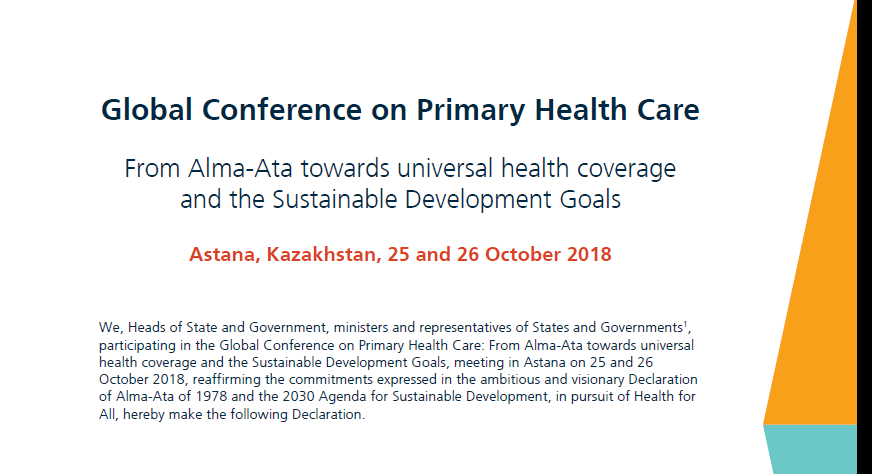 Global Conference on Primary Health Care
From Alma-Ata towards universal health coverage
and the Sustainable Development Goals
Astana, Kazakhstan, 25 and 26 October 2018
We, Heads of State and Government, ministers and representatives of States and Governments¹,
participating in the Global Conference on Primary Health Care: From Alma-Ata towards universal
health coverage and the Sustainable Development Goals, meeting in Astana on 25 and 26
October 2018, reaffirming the commitments expressed in the ambitious and visionary Declaration
of Alma-Ata of 1978 and the 2030 Agenda for Sustainable Development, in pursuit of Health for
All, hereby make the following Declaration.